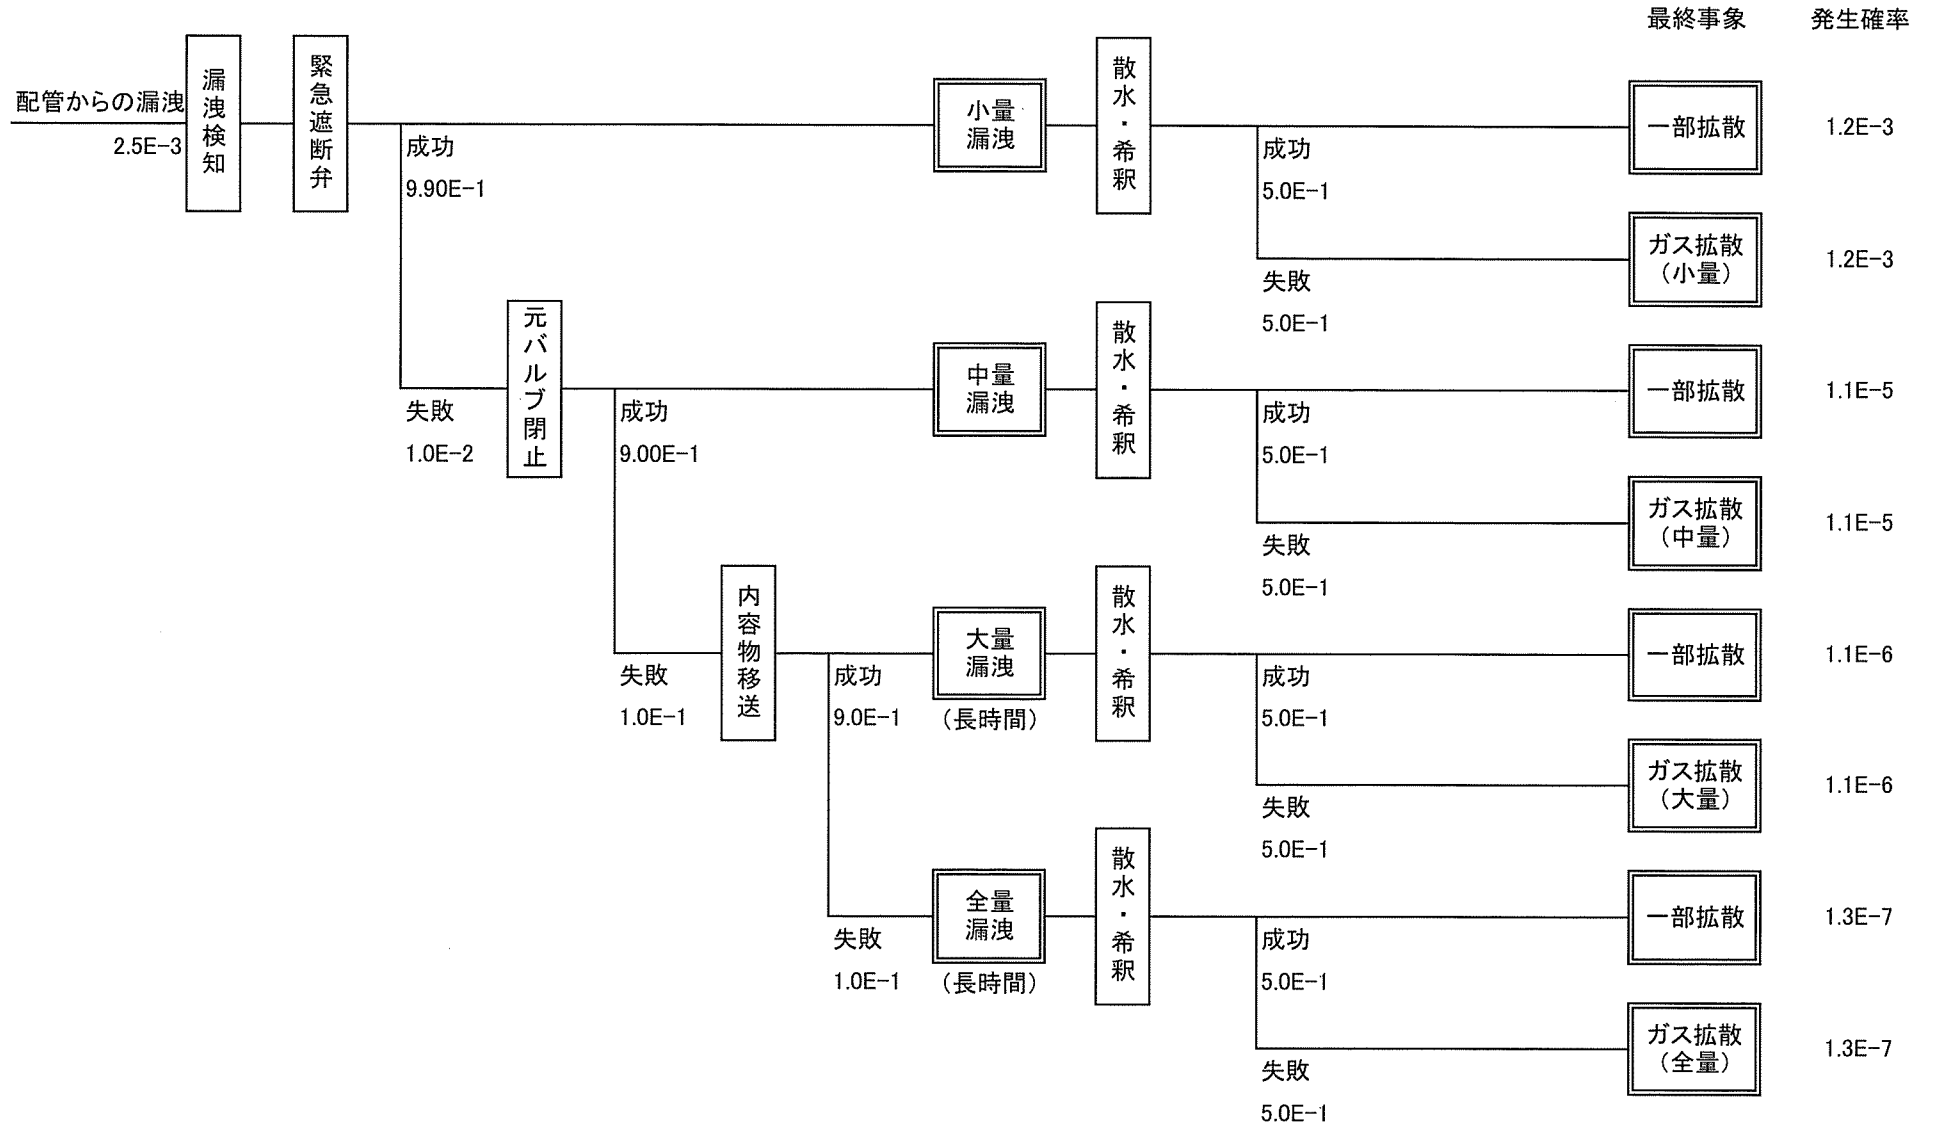 最終事象 発生確率
配管からの漏洩
2.5E-3
漏洩検知
緊急遮断弁
成功
9.90E-1
小量
漏洩
散水・希釈
成功
5.0E-1
一部拡散
1.2E-3
失敗
5.0E-1
ガス拡散
（小量）
1.2E-3
失敗
1.0E-2
元バルブ閉止
成功
9.00E-1
中量
漏洩
散水・希釈
成功
5.0E-1
一部拡散
1.1E-5
失敗
5.0E-1
ガス拡散
（中量）
1.1E-5
失敗
1.0E-1
内容物移送
成功
9.0E-1
大量
漏洩
（長時間）
散水・希釈
成功
5.0E-1
一部拡散
1.1E-6
失敗
5.0E-1
ガス拡散
（大量）
1.1E-6
失敗
1.0E-1
全量
漏洩
（長時間）
散水・希釈
成功
5.0E-1
一部拡散
1.3E-7
失敗
5.0E-1
ガス拡散
（全量）
1.3E-7